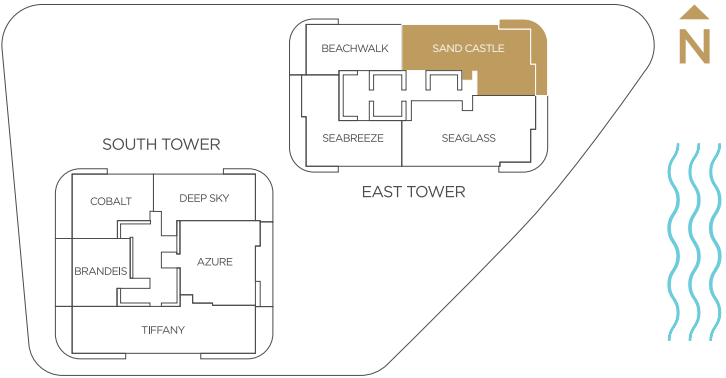 BEACHWALK
SAND CASTLE
N
SEABREEZE
SEAGLASS
SOUTH TOWER
EAST TOWER
COBALT
DEEP SKY
BRANDEIS
AZURE
TIFFANY